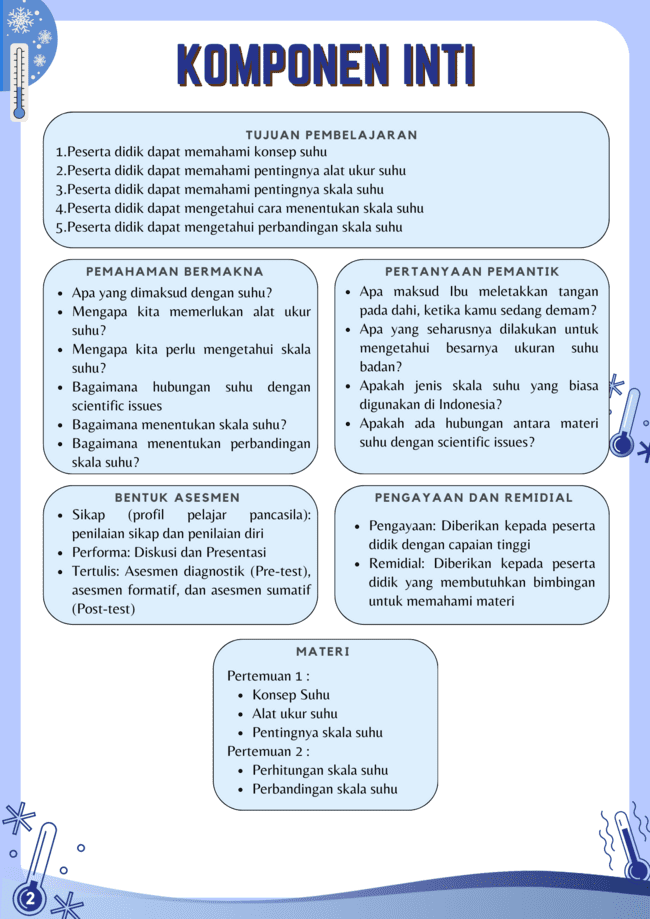 KOMPONEN INTI
TUJUAN PEMBELAJARAN
1.Peserta didik dapat memahami konsep suhu
2.Peserta didik dapat memahami pentingnya alat ukur suhu
3.Peserta didik dapat memahami pentingnya skala suhu
4.Peserta didik dapat mengetahui cara menentukan skala suhu
5.Peserta didik dapat mengetahui perbandingan skala suhu
PEMAHAMAN BERMAKNA
• Apa yang dimaksud dengan suhu?
• Mengapa kita memerlukan alat ukur
suhu?
• Mengapa kita perlu mengetahui skala
suhu?
• Bagaimana hubungan suhu dengan
scientific issues
• Bagaimana menentukan skala suhu?
• Bagaimana menentukan perbandingan
skala suhu?
PERTANYAAN PEMANTIK
• Apa maksud Ibu meletakkan tangan
pada dahi, ketika kamu sedang demam?
• Apa yang seharusnya dilakukan untuk
mengetahui besarnya ukuran suhu
badan?
• Apakah jenis skala suhu yang biasa
digunakan di Indonesia?
• Apakah ada hubungan antara materi
suhu dengan scientific issues?
BENTUK ASESMEN
• Sikap (profil pelajar pancasila):
penilaian sikap dan penilaian diri
• Performa: Diskusi dan Presentasi
• Tertulis: Asesmen diagnostik (Pre-test),
asesmen formatif, dan asesmen sumatif
(Post-test)
PENGAYAAN DAN REMIDIAL
• Pengayaan: Diberikan kepada peserta
didik dengan capaian tinggi
• Remidial: Diberikan kepada peserta
didik yang membutuhkan bimbingan
untuk memahami materi
MATERI
Pertemuan 1 :
• Konsep Suhu
• Alat ukur suhu
• Pentingnya skala suhu
Pertemuan 2 :
• Perhitungan skala suhu
• Perbandingan skala suhu
2